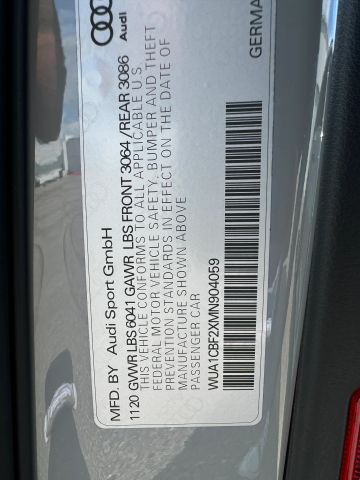 Audi
MFD. BY Audi Sport GmbH
1120 GVWR LBS 6041 GAWR LBS FRONT 3064 /REAR 3086
THIS VEHICLE CONFORMS TO ALL APPLICABLE U.S.
FEDERAL MOTOR VEHICLE SAFETY, BUMPER AND THEFT
PREVENTION STANDARDS IN EFFECT ON THE DATE OF
MANUFACTURE SHOWN ABOVE
PASSENGER CAR
WUA1CBF2XMN904059
GERMA